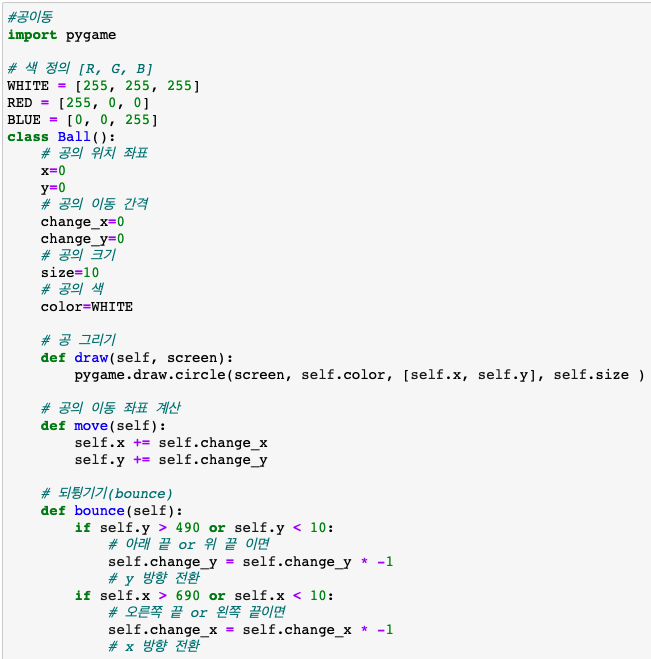 #공이동
import pygame

# 색 정의 [R, G, B]
WHITE = [255, 255, 255]
RED = [255, 0, 0]
BLUE = [0, 0, 255]
class Ball():
    # 공의 위치 좌표
    x=0
    y=0
    # 공의 이동 간격
    change_x=0
    change_y=0
    # 공의 크기
    size=10
    # 공의 색
    color=WHITE

    # 공 그리기
    def draw(self, screen):
        pygame.draw.circle(screen, self.color, [self.x, self.y], self.size )

    # 공의 이동 좌표 계산
    def move(self):
        self.x += self.change_x
        self.y += self.change_y

    # 되튕기기(bounce)
    def bounce(self):
        if self.y > 490 or self.y < 10:
            # 아래 끝 or 위 끝 이면
            self.change_y = self.change_y * -1
            # y 방향 전환
        if self.x > 690 or self.x < 10:
            # 오른쪽 끝 or 왼쪽 끝이면
            self.change_x = self.change_x * -1
            # x 방향 전환